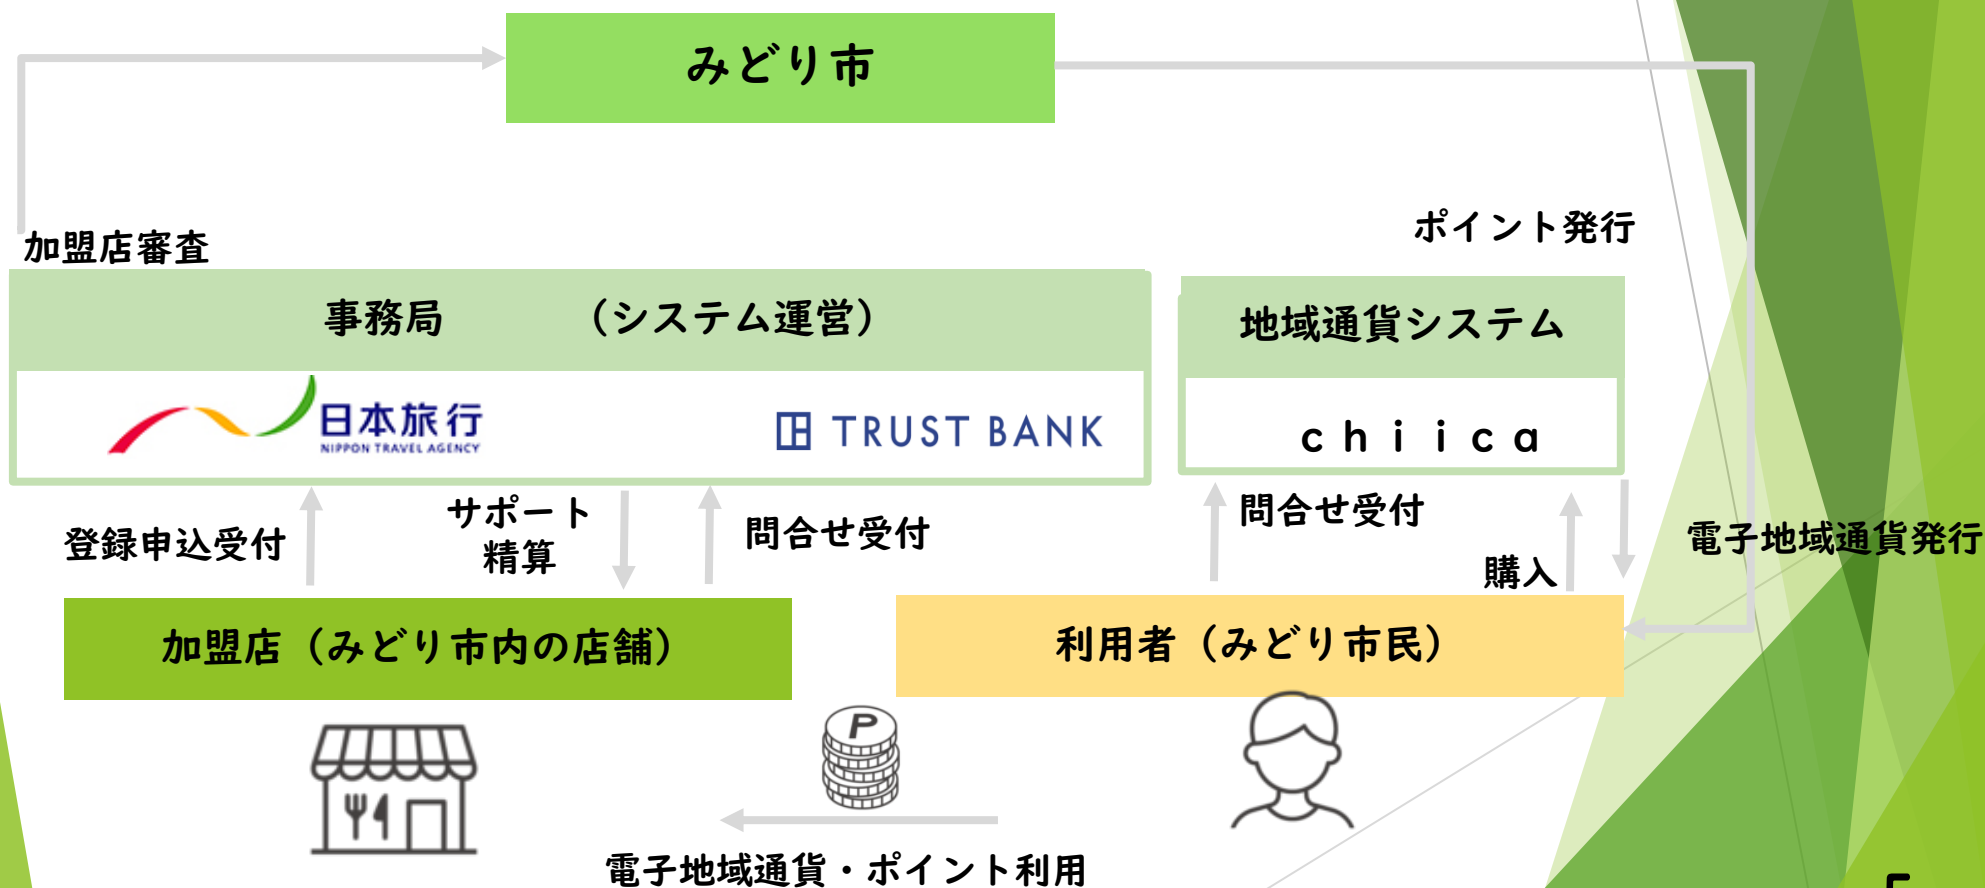 みどり市
加盟店審査
ポイント発行
事務局　（システム運営）
地域通貨システム
日本旅行
NIPPON TRAVEL AGENCY
TRUST BANK
chiica
登録申込受付
サポート
精算
問合せ受付
問合せ受付
購入
電子地域通貨発行
加盟店（みどり市内の店舗）
利用者（みどり市民）
P
電子地域通貨・ポイント利用